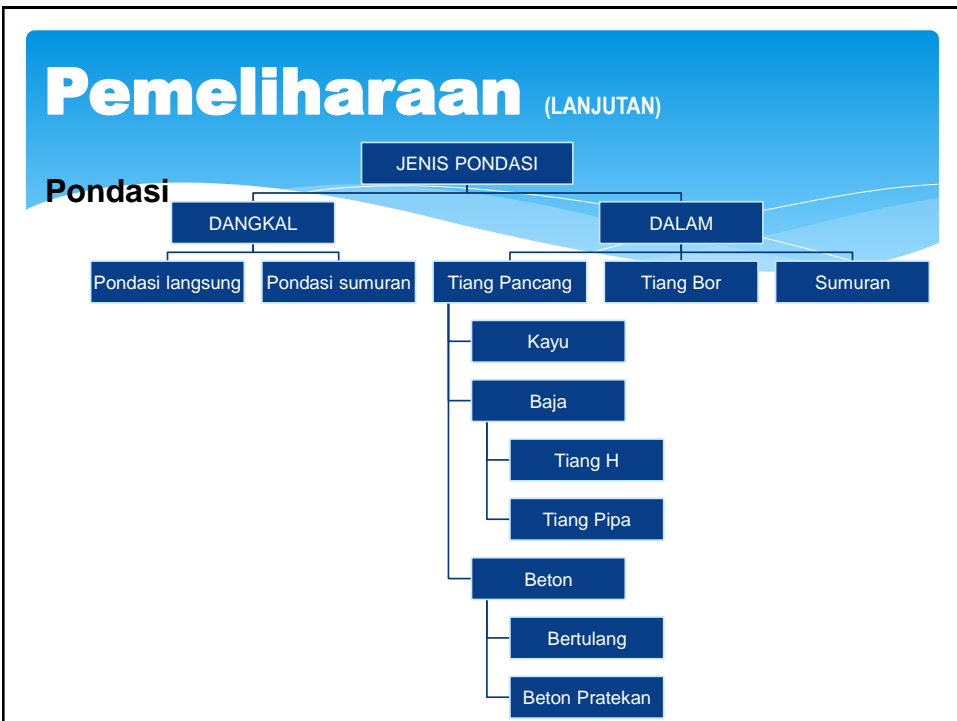 Pemeliharaan (LANJUTAN)
Pondasi
JENIS PONDASI
DANGKAL
DALAM
Pondasi langsung
Pondasi sumuran
Tiang Pancang
Tiang Bor
Sumuran
Kayu
Baja
Tiang H
Tiang Pipa
Beton
Bertulang
Beton Pratekan